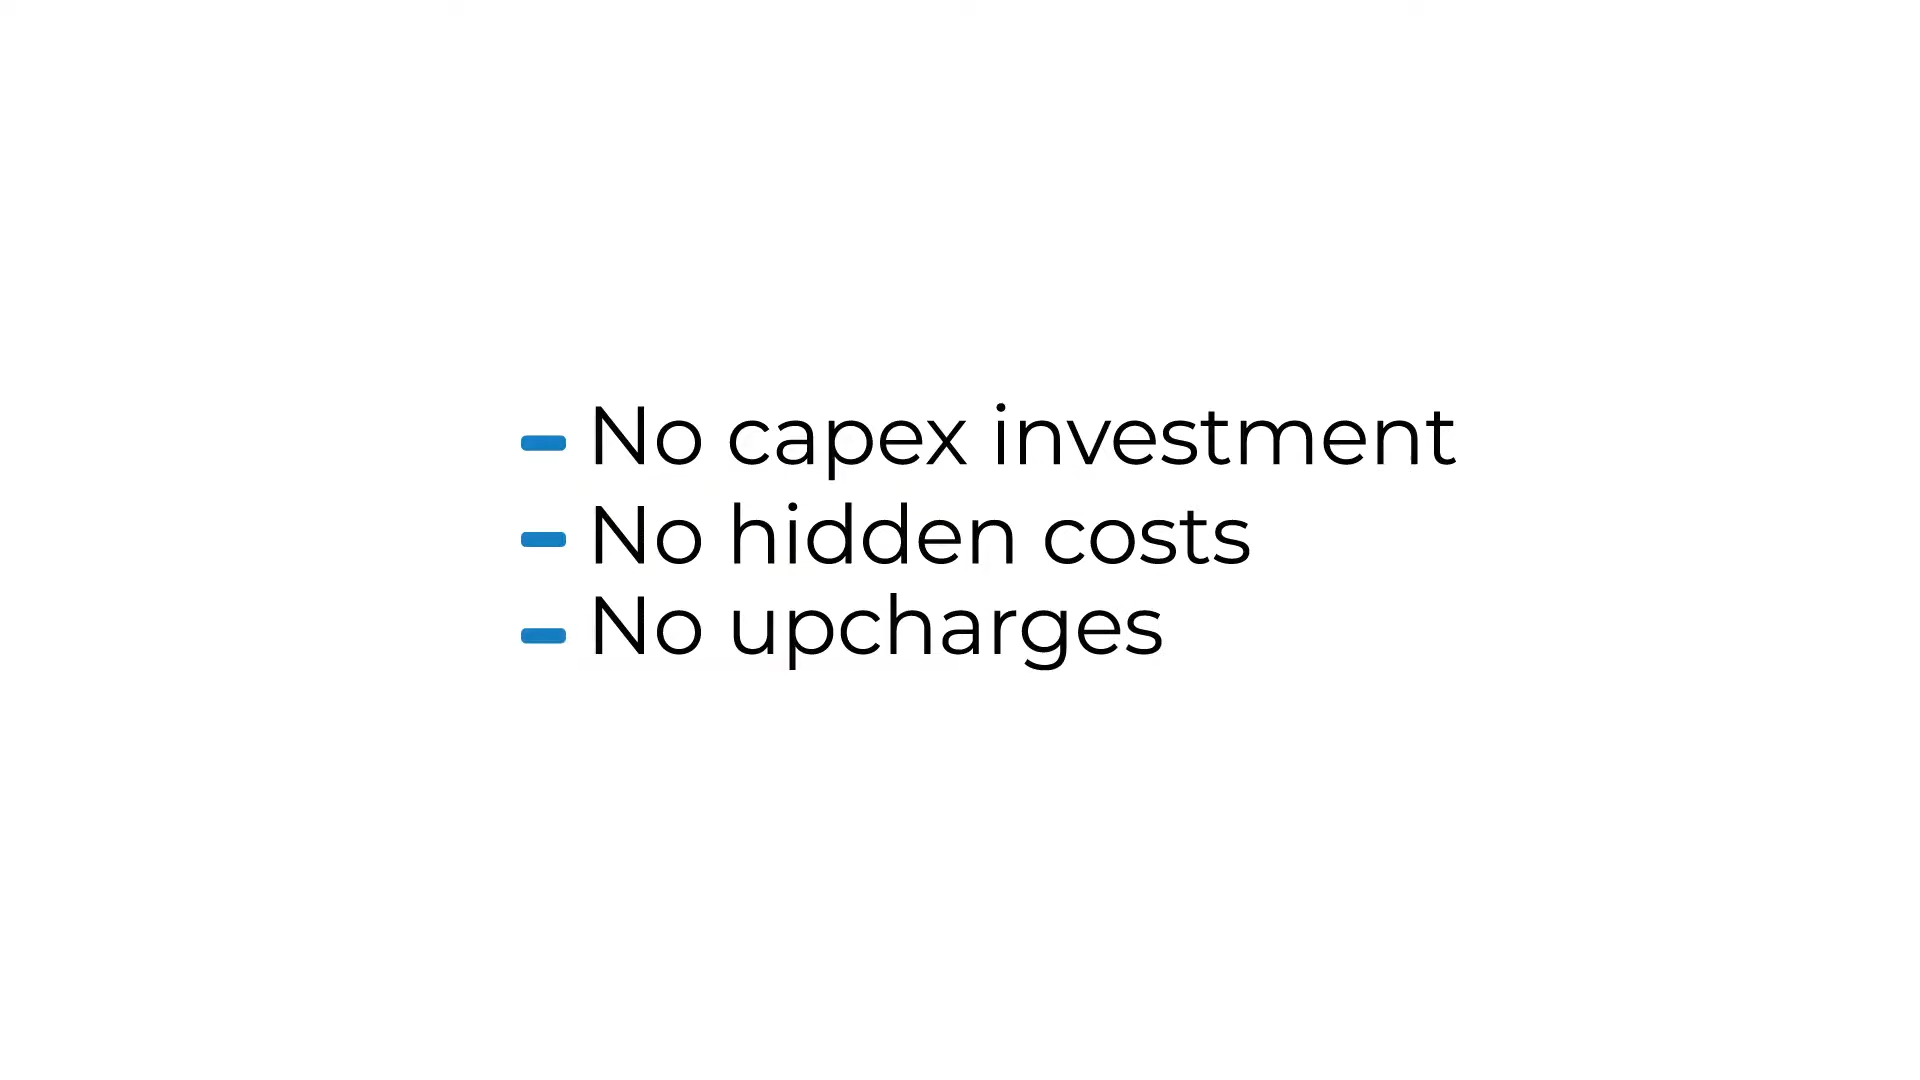 - No capex investment
- No hidden costs
- No upcharges